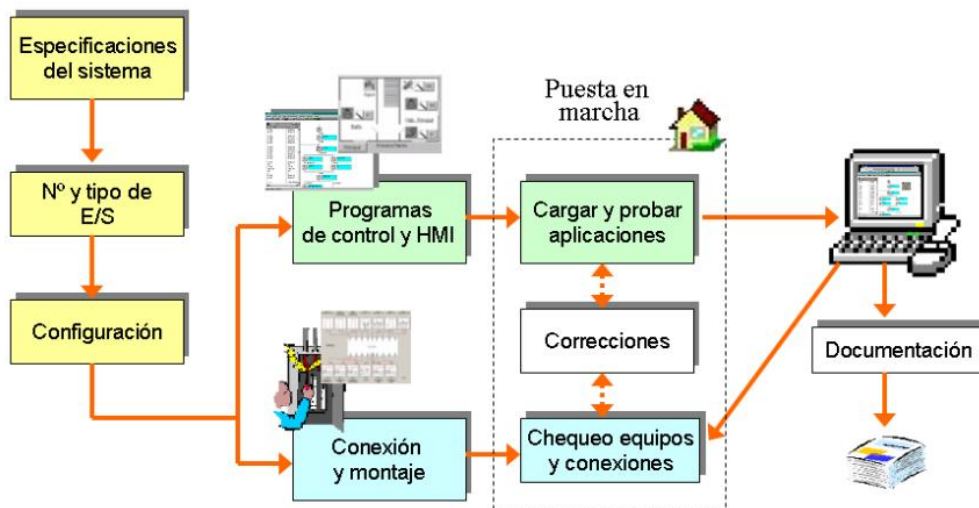 Especificaciones
del sistema
Nº y tipo de
E/S
Configuración
Programas
de control y HMI
Conexión
y montaje
Puesta en
marcha
Cargar y probar
aplicaciones
Correcciones
Chequeo equipos
y conexiones
Documentación